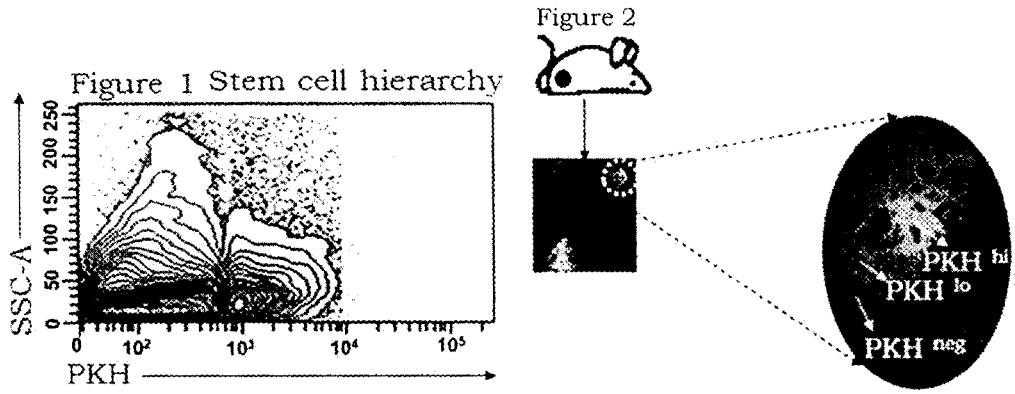 Figure 1 Stem cell hierarchy
SSC-A
250
200
150
100
50
0
0 10² 10³ 10⁴ 10⁵
PKH
Figure 2
PKH hi
PKH lo
PKH neg